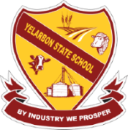 YELARBON STATE SCHOOL
BY INDUSTRY WE PROSPER